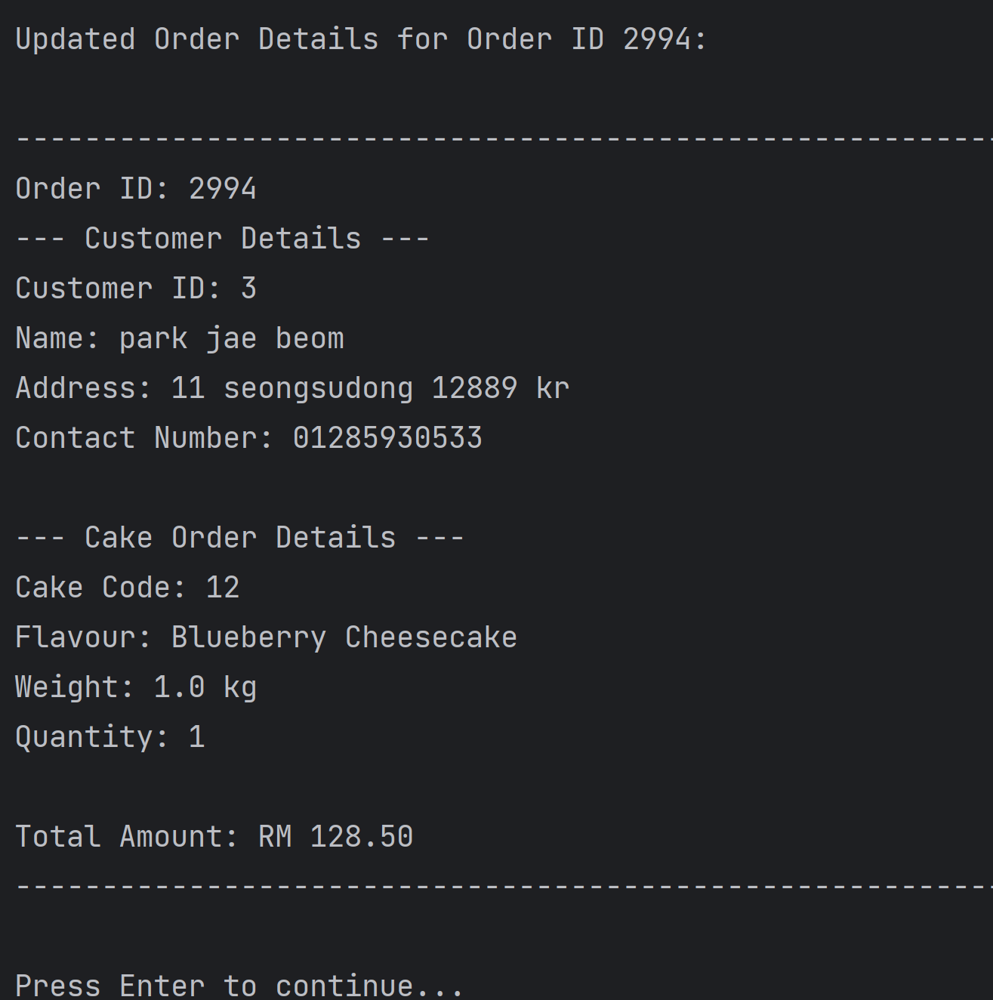 Updated Order Details for Order ID 2994:
---------------------------------------------------------
Order ID: 2994
--- Customer Details ---
Customer ID: 3
Name: park jae beom
Address: 11 seongsudong 12889 kr
Contact Number: 01285930533
--- Cake Order Details ---
Cake Code: 12
Flavour: Blueberry Cheesecake
Weight: 1.0 kg
Quantity: 1
Total Amount: RM 128.50
---------------------------------------------------------
Press Enter to continue...